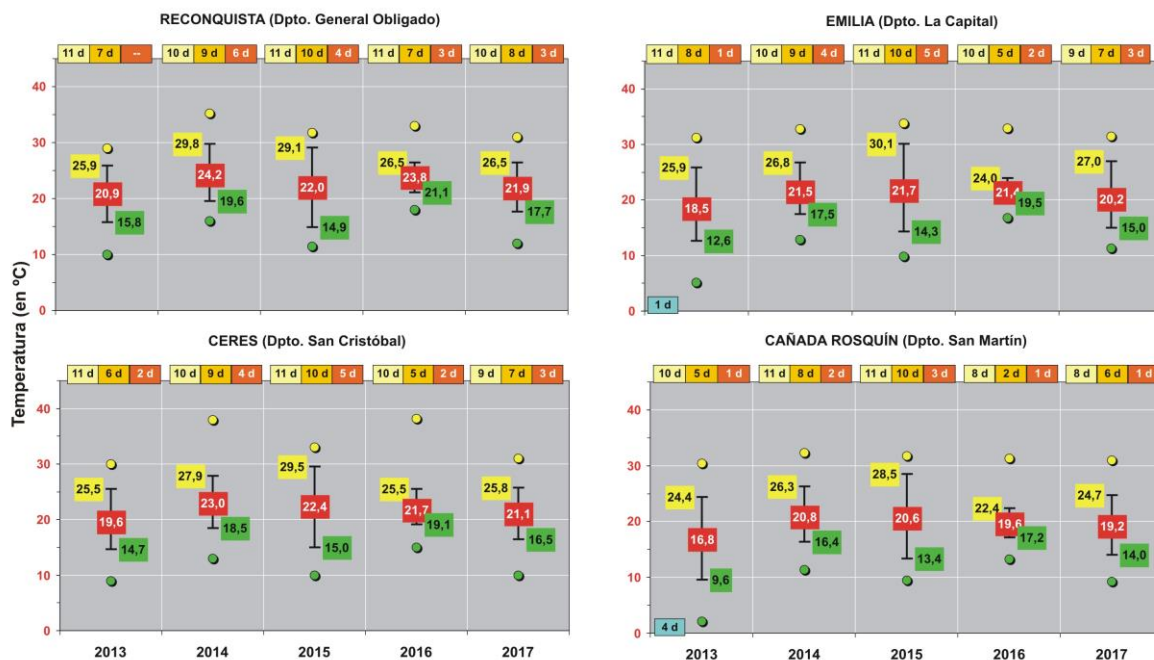 RECONQUISTA (Dpto. General Obligado)
11 d 7 d -- 10 d 9 d 6 d 11 d 10 d 4 d 11 d 7 d 3 d 10 d 8 d 3 d
40
30
20
10
0
25,9 20,9 15,8
29,8 24,2 19,6
29,1 22,0 14,9
26,5 23,8 21,1
26,5 21,9 17,7
EMILIA (Dpto. La Capital)
11 d 8 d 1 d 10 d 9 d 4 d 11 d 10 d 5 d 10 d 5 d 2 d 9 d 7 d 3 d
40
30
20
10
0
25,9 18,5 12,6
1 d
26,8 21,5 17,5
30,1 21,7 14,3
24,0 21,4 19,5
27,0 20,2 15,0
Temperatura (en ºC)
CERES (Dpto. San Cristóbal)
11 d 6 d 2 d 10 d 9 d 4 d 11 d 10 d 5 d 10 d 5 d 2 d 9 d 7 d 3 d
40
30
20
10
0
25,5 19,6 14,7
27,9 23,0 18,5
29,5 22,4 15,0
25,5 21,7 19,1
25,8 21,1 16,5
2013 2014 2015 2016 2017
CAÑADA ROSQUÍN (Dpto. San Martín)
10 d 5 d 1 d 11 d 8 d 2 d 11 d 10 d 3 d 8 d 2 d 1 d 8 d 6 d 1 d
40
30
20
10
0
24,4 16,8 9,6
4 d
26,3 20,8 16,4
28,5 20,6 13,4
22,4 19,6 17,2
24,7 19,2 14,0
2013 2014 2015 2016 2017